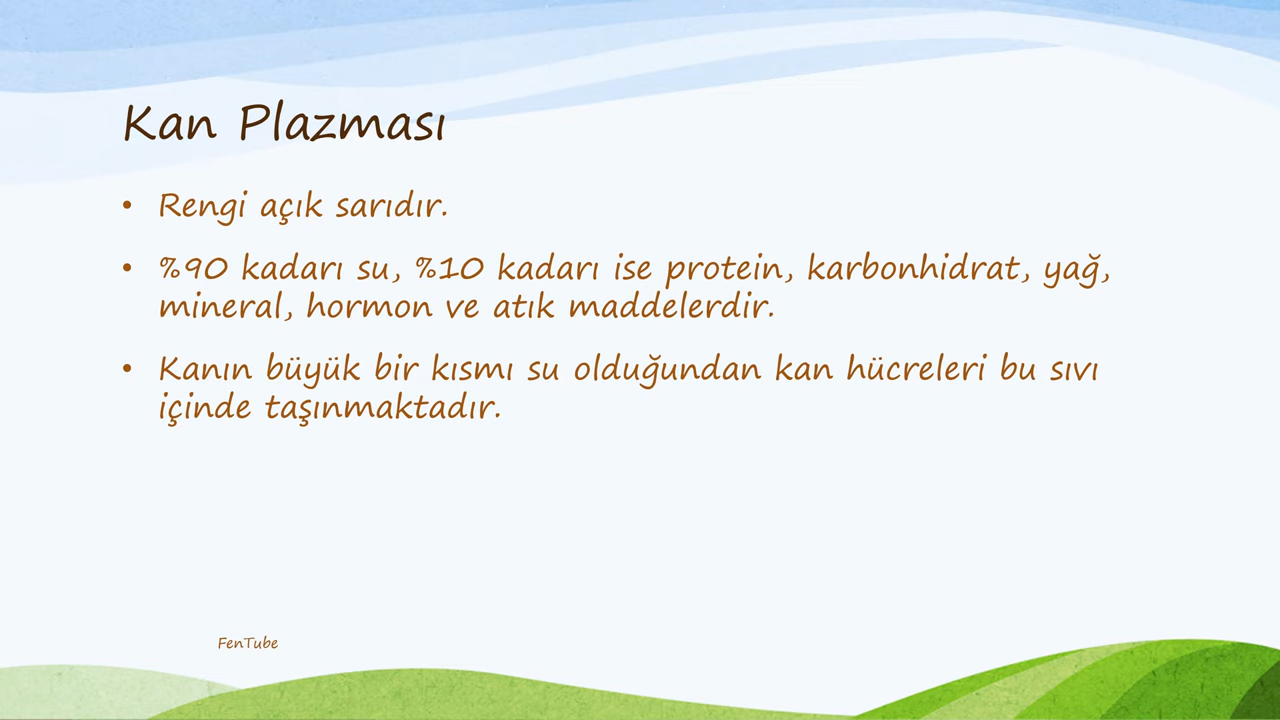 Kan Plazması
• Rengi açık sarıdır.
• %90 kadarı su, %10 kadarı ise protein, karbonhidrat, yağ,
mineral, hormon ve atık maddelerdir.
• Kanın büyük bir kısmı su olduğundan kan hücreleri bu sıvı
içinde taşınmaktadır.
FenTube